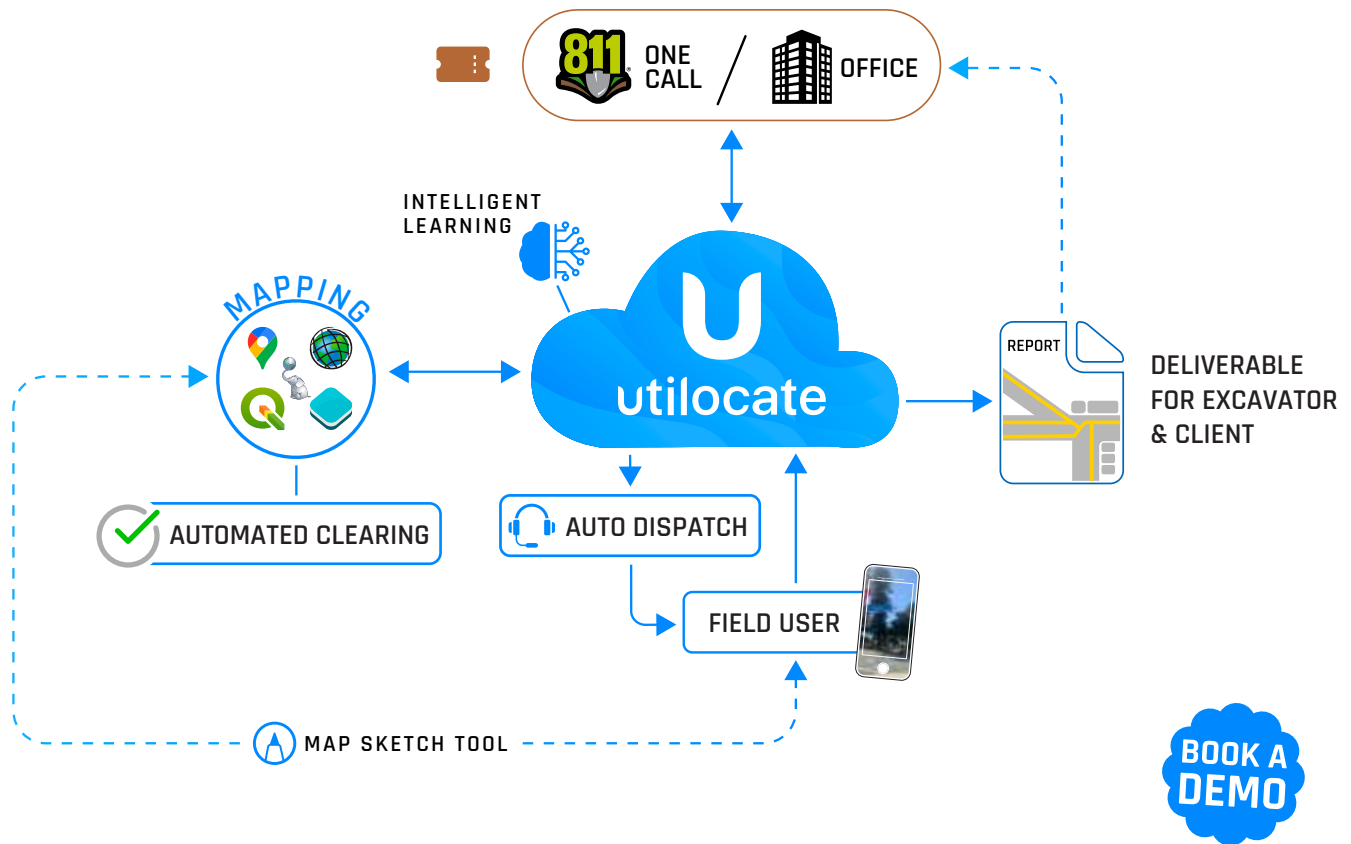 811
ONE
CALL
OFFICE
INTELLIGENT
LEARNING
MAPPING
U
utilocate
REPORT
DELIVERABLE
FOR EXCAVATOR
& CLIENT
AUTOMATED CLEARING
AUTO DISPATCH
FIELD USER
MAP SKETCH TOOL
BOOK A
DEMO